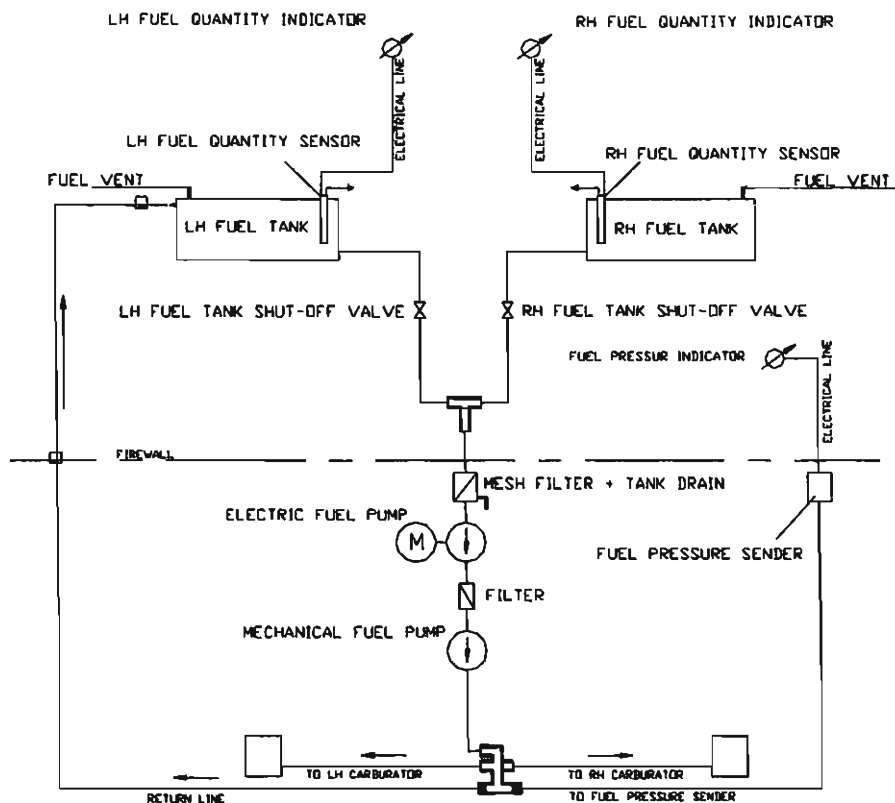 LH FUEL QUANTITY INDICATOR
RH FUEL QUANTITY INDICATOR
ELECTRICAL LINE
ELECTRICAL LINE
LH FUEL QUANTITY SENSOR
RH FUEL QUANTITY SENSOR
FUEL VENT
FUEL VENT
LH FUEL TANK
RH FUEL TANK
LH FUEL TANK SHUT-OFF VALVE
RH FUEL TANK SHUT-OFF VALVE
FUEL PRESSUR INDICATOR
ELECTRICAL LINE
FIREWALL
MESH FILTER + TANK DRAIN
ELECTRIC FUEL PUMP
M
FUEL PRESSURE SENDER
FILTER
MECHANICAL FUEL PUMP
TO LH CARBURATOR
TO RH CARBURATOR
RETURN LINE
TO FUEL PRESSURE SENDER